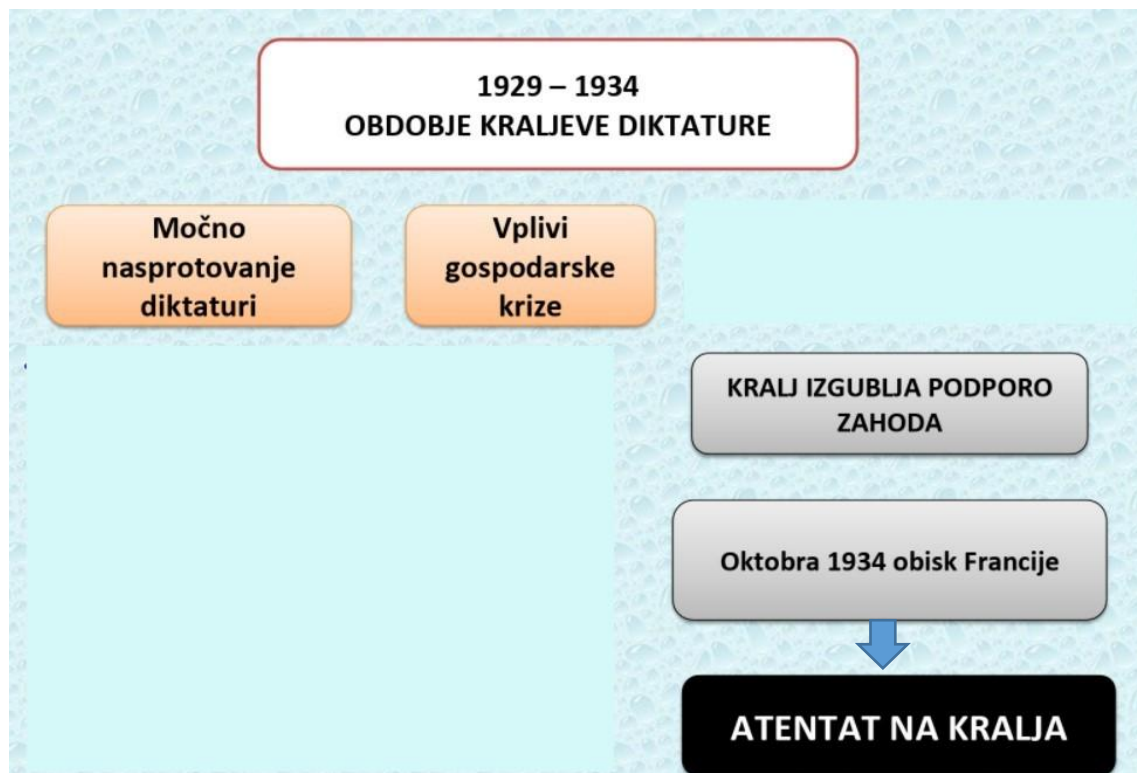 1929 – 1934
OBDOBJE KRALJEVE DIKTATURE
Močno
nasprotovanje
diktaturi
Vplivi
gospodarske
krize
KRALJ IZGUBLJA PODPORO
ZAHODA
Oktobra 1934 obisk Francije
ATENTAT NA KRALJA